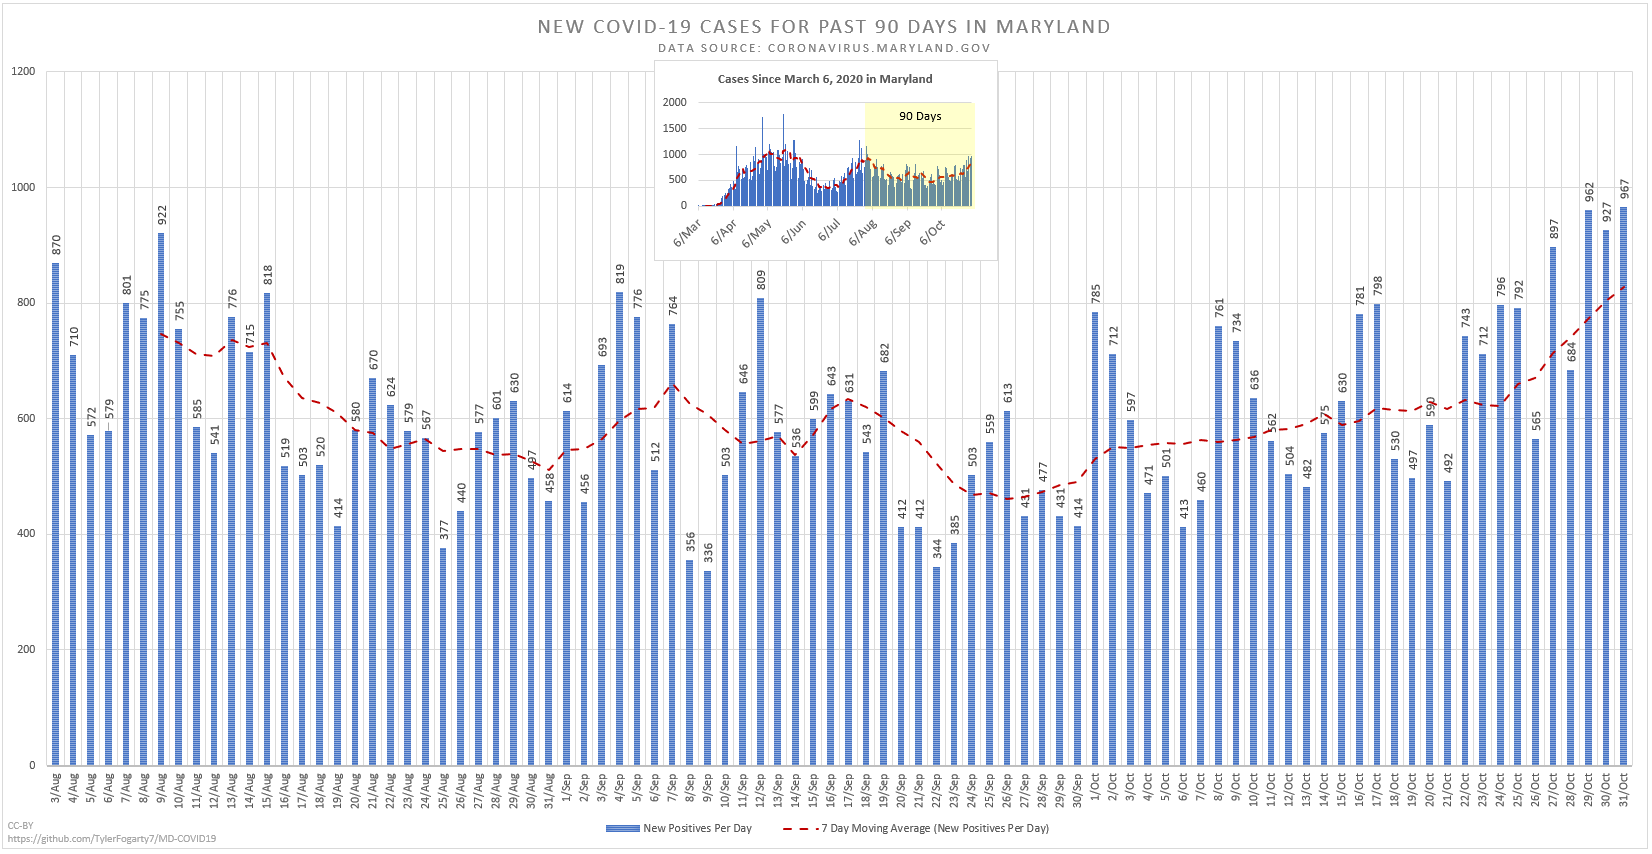 NEW COVID-19 CASES FOR PAST 90 DAYS IN MARYLAND
DATA SOURCE: CORONAVIRUS.MARYLAND.GOV
Cases Since March 6, 2020 in Maryland
90 Days
2000
1500
1000
500
0
6/Mar 6/Apr 6/May 6/Jun 6/Jul 6/Aug 6/Sep 6/Oct
1200
1000
800
600
400
200
0
870 710 572 579 801 775 922 755 585 541 776 715 818 519 503 520 414 580 670 624 579 567 377 440 577 601 630 497 458 614 456 693 819 776 512 764 356 336 503 646 809 577 536 599 643 631 543 682 412 412 344 385 503 559 613 431 477 431 414 785 712 597 471 501 413 460 761 734 636 562 504 482 575 630 781 798 530 497 590 492 743 712 796 792 565 897 684 962 927 967
3/Aug 4/Aug 5/Aug 6/Aug 7/Aug 8/Aug 9/Aug 10/Aug 11/Aug 12/Aug 13/Aug 14/Aug 15/Aug 16/Aug 17/Aug 18/Aug 19/Aug 20/Aug 21/Aug 22/Aug 23/Aug 24/Aug 25/Aug 26/Aug 27/Aug 28/Aug 29/Aug 30/Aug 31/Aug 1/Sep 2/Sep 3/Sep 4/Sep 5/Sep 6/Sep 7/Sep 8/Sep 9/Sep 10/Sep 11/Sep 12/Sep 13/Sep 14/Sep 15/Sep 16/Sep 17/Sep 18/Sep 19/Sep 20/Sep 21/Sep 22/Sep 23/Sep 24/Sep 25/Sep 26/Sep 27/Sep 28/Sep 29/Sep 30/Sep 1/Oct 2/Oct 3/Oct 4/Oct 5/Oct 6/Oct 7/Oct 8/Oct 9/Oct 10/Oct 11/Oct 12/Oct 13/Oct 14/Oct 15/Oct 16/Oct 17/Oct 18/Oct 19/Oct 20/Oct 21/Oct 22/Oct 23/Oct 24/Oct 25/Oct 26/Oct 27/Oct 28/Oct 29/Oct 30/Oct 31/Oct
New Positives Per Day 7 Day Moving Average (New Positives Per Day)
CC-BY
https://github.com/TylerFogarty7/MD-COVID19